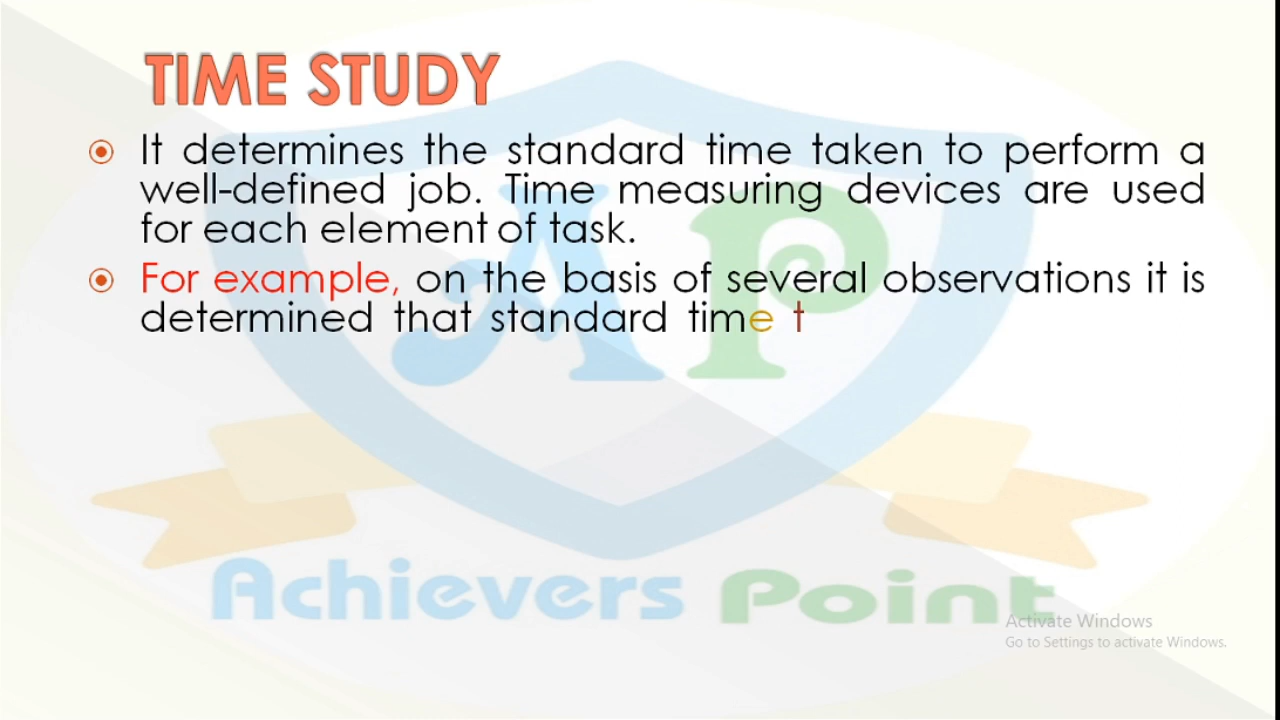 TIME STUDY
It determines the standard time taken to perform a
well-defined job. Time measuring devices are used
for each element of task.
For example, on the basis of several observations it is
determined that standard time t
AP
Achievers Point
Activate Windows
Go to Settings to activate Windows.